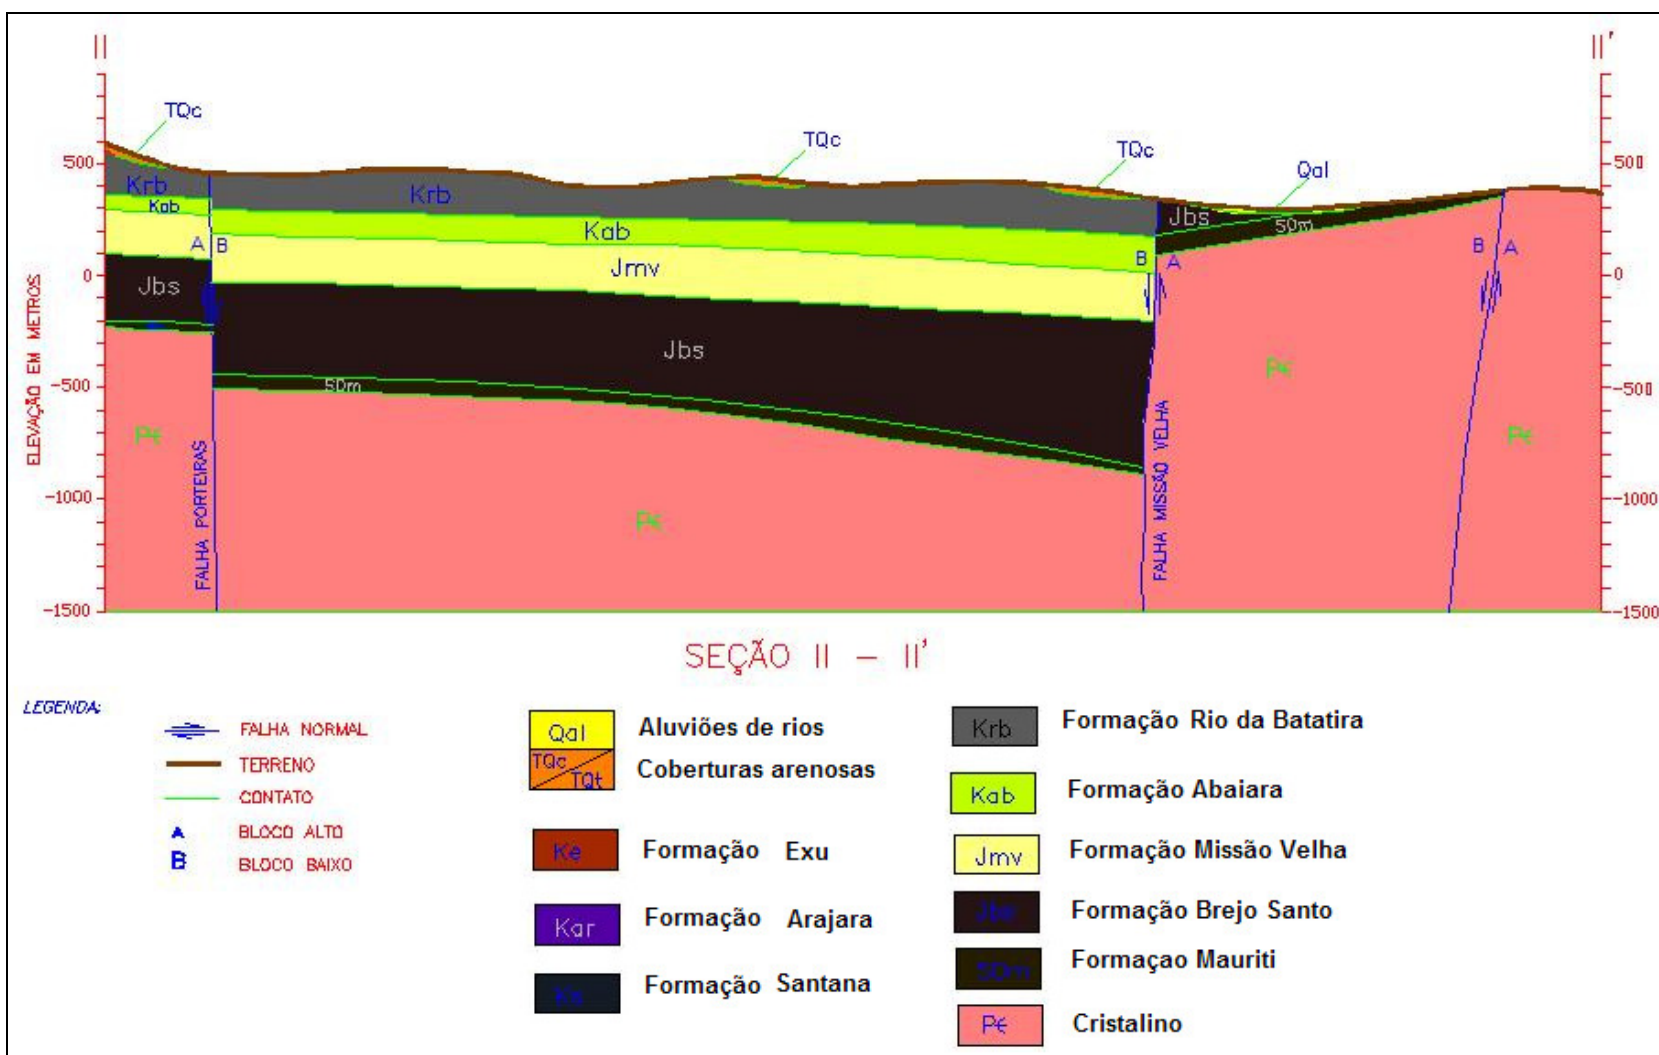 II II'
TQc
TQc
TQc
Qal
500 500
Krb Krb Jbs SDm
Kab Kab
A B Jmv B A B A
0 0
Jbs Jbs
-500 SDm -500
PЄ PЄ PЄ PЄ
-1000 -1000
-1500 -1500
ELEVAÇÃO EM METROS
FALHA PORTEIRAS
FALHA MISSÃO VELHA
SEÇÃO II – II'
LEGENDA:
FALHA NORMAL
TERRENO
CONTATO
A BLOCO ALTO
B BLOCO BAIXO
Qal Aluviões de rios
TQc TQt Coberturas arenosas
Ke Formação Exu
Kar Formação Arajara
Ks Formação Santana
Krb Formação Rio da Batatira
Kab Formação Abaiara
Jmv Formação Missão Velha
Jbs Formação Brejo Santo
SDm Formaçao Mauriti
PЄ Cristalino